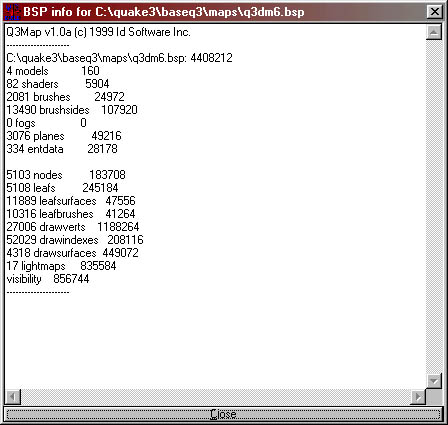 BSP info for C:\quake3\baseq3\maps\q3dm6.bsp
Q3Map v1.0a (c) 1999 Id Software Inc.
---------------------
C:\quake3\baseq3\maps\q3dm6.bsp: 4408212
4 models 160
82 shaders 5904
2081 brushes 24972
13490 brushsides 107920
0 fogs 0
3076 planes 49216
334 entdata 28178
5103 nodes 183708
5108 leafs 245184
11889 leafsurfaces 47556
10316 leafbrushes 41264
27006 drawverts 1188264
52029 drawindexes 208116
4318 drawsurfaces 449072
17 lightmaps 835584
visibility 856744
---------------------
Close